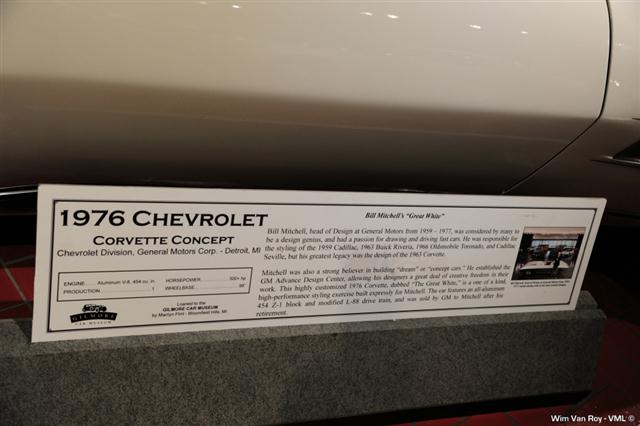 1976 CHEVROLET
CORVETTE CONCEPT
Chevrolet Division, General Motors Corp. - Detroit, MI
ENGINE: Aluminum V-8, 454 cu. in. HORSEPOWER 500+ hp
PRODUCTION 1 WHEELBASE 98"
GILMORE
CAR MUSEUM
Loaned to the
GILMORE CAR MUSEUM
by Marilyn Flint - Bloomfield Hills, MI
Bill Mitchell's "Great White"
Bill Mitchell, head of Design at General Motors from 1959 – 1977, was considered by many to
be a design genius, and had a passion for drawing and driving fast cars. He was responsible for
the styling of the 1959 Cadillac, 1963 Buick Riveria, 1966 Oldsmobile Toronado, and Cadillac
Seville, but his greatest legacy was the design of the 1963 Corvette.
Mitchell was also a strong believer in building "dream" or "concept cars." He established the
GM Advance Design Center, allowing his designers a great deal of creative freedom in their
work. This highly customized 1976 Corvette, dubbed "The Great White," is a one of a kind,
high-performance styling exercise built expressly for Mitchell. The car features an all-aluminum
454 Z-1 block and modified L-88 drive train, and was sold by GM to Mitchell after his
retirement.
Wim Van Roy - VML ©